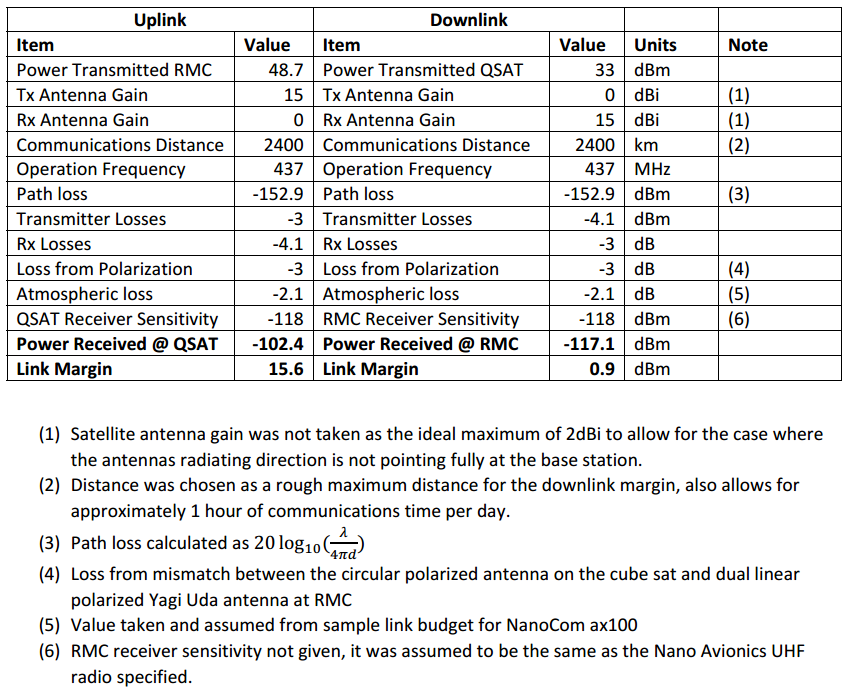 Uplink Downlink
Item Value Item Value Units Note
Power Transmitted RMC 48.7 Power Transmitted QSAT 33 dBm
Tx Antenna Gain 15 Tx Antenna Gain 0 dBi (1)
Rx Antenna Gain 0 Rx Antenna Gain 15 dBi (1)
Communications Distance 2400 Communications Distance 2400 km (2)
Operation Frequency 437 Operation Frequency 437 MHz
Path loss -152.9 Path loss -152.9 dBm (3)
Transmitter Losses -3 Transmitter Losses -4.1 dBm
Rx Losses -4.1 Rx Losses -3 dB
Loss from Polarization -3 Loss from Polarization -3 dB (4)
Atmospheric loss -2.1 Atmospheric loss -2.1 dB (5)
QSAT Receiver Sensitivity -118 RMC Receiver Sensitivity -118 dBm (6)
Power Received @ QSAT -102.4 Power Received @ RMC -117.1 dBm
Link Margin 15.6 Link Margin 0.9 dBm
(1) Satellite antenna gain was not taken as the ideal maximum of 2dBi to allow for the case where
the antennas radiating direction is not pointing fully at the base station.
(2) Distance was chosen as a rough maximum distance for the downlink margin, also allows for
approximately 1 hour of communications time per day.
(3) Path loss calculated as 20 log₁₀(λ/4πd)
(4) Loss from mismatch between the circular polarized antenna on the cube sat and dual linear
polarized Yagi Uda antenna at RMC
(5) Value taken and assumed from sample link budget for NanoCom ax100
(6) RMC receiver sensitivity not given, it was assumed to be the same as the Nano Avionics UHF
radio specified.